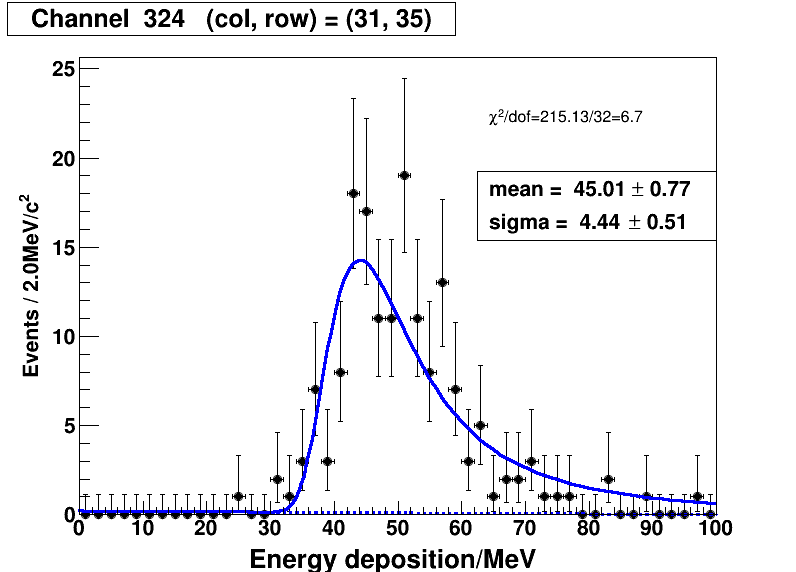 Channel 324 (col, row) = (31, 35)
25
χ²/dof=215.13/32=6.7
20
mean = 45.01 ± 0.77
sigma = 4.44 ± 0.51
15
10
5
0
Events / 2.0MeV/c²
0 10 20 30 40 50 60 70 80 90 100
Energy deposition/MeV